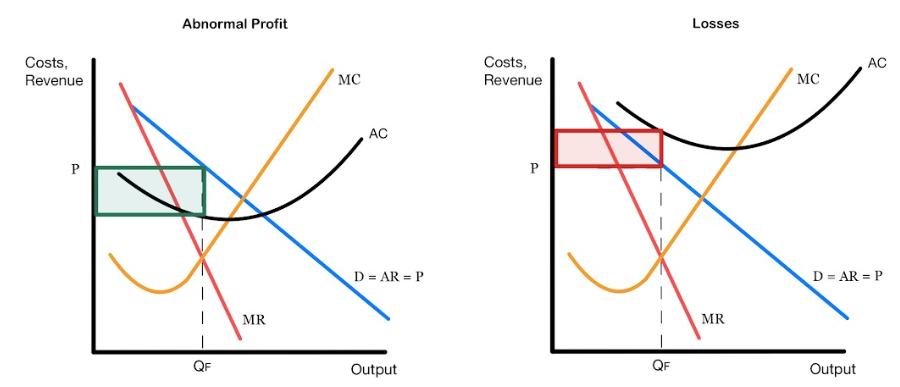 Abnormal Profit
Costs,
Revenue
MC
AC
P
D = AR = P
MR
QF
Output
Losses
Costs,
Revenue
MC
AC
P
D = AR = P
MR
QF
Output